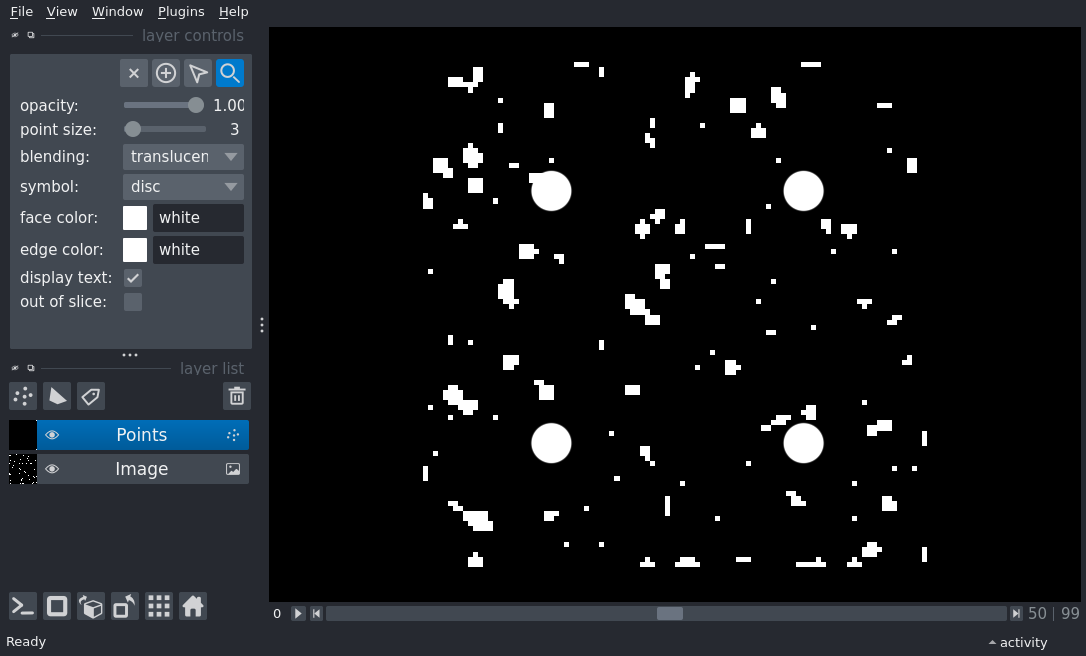 File View Window Plugins Help
layer controls
opacity: 1.00
point size: 3
blending: translucen
symbol: disc
face color: white
edge color: white
display text:
out of slice:
layer list
Points
Image
0 50 | 99
Ready activity